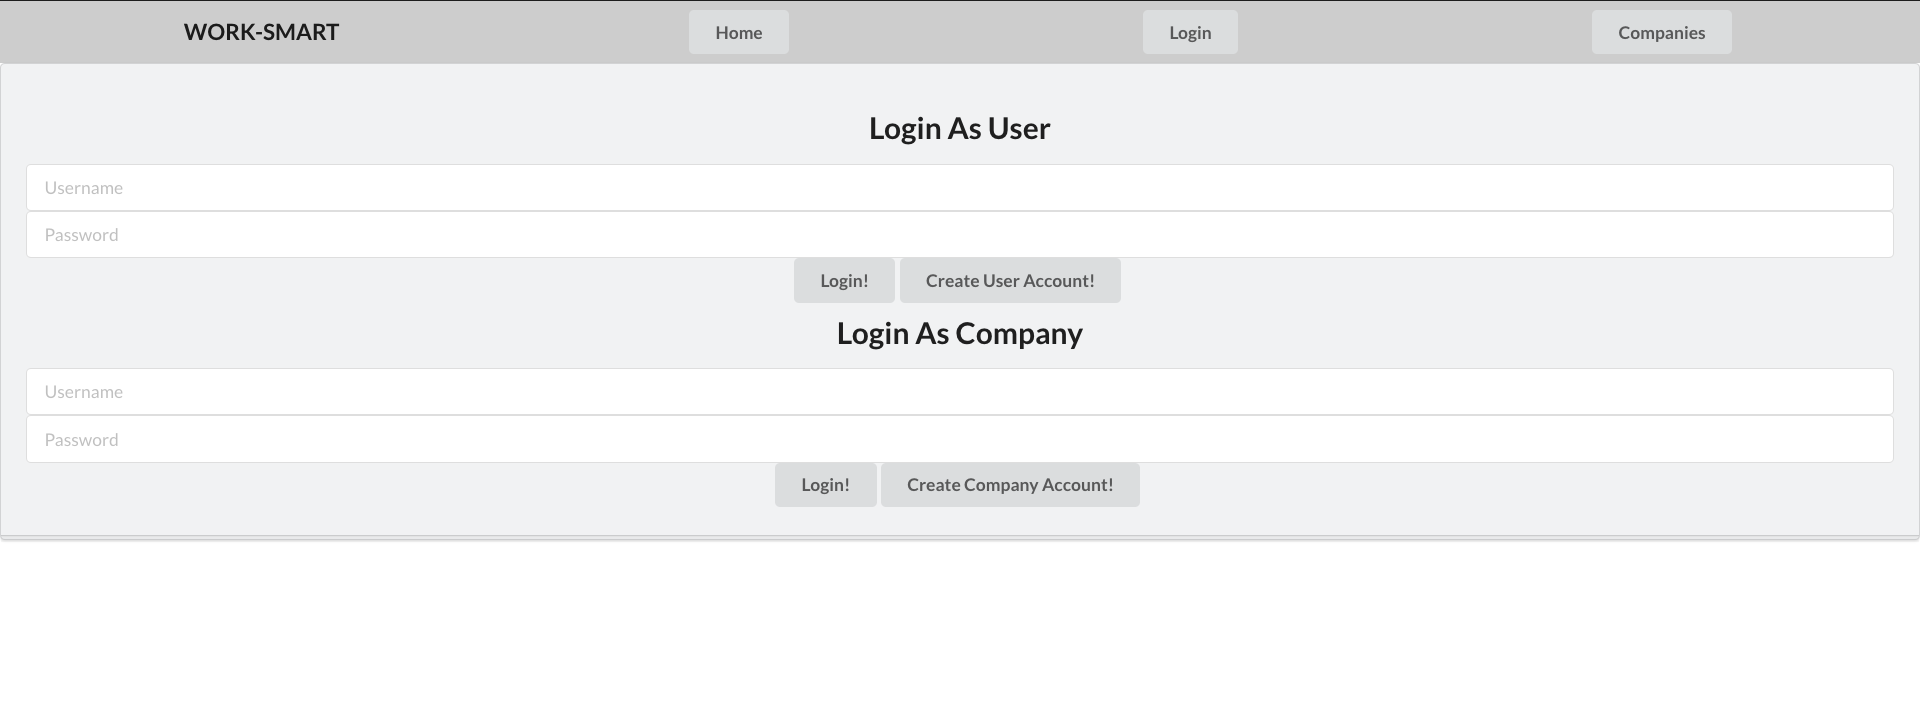 WORK-SMART Home Login Companies
Login As User
Username
Password
Login! Create User Account!
Login As Company
Username
Password
Login! Create Company Account!